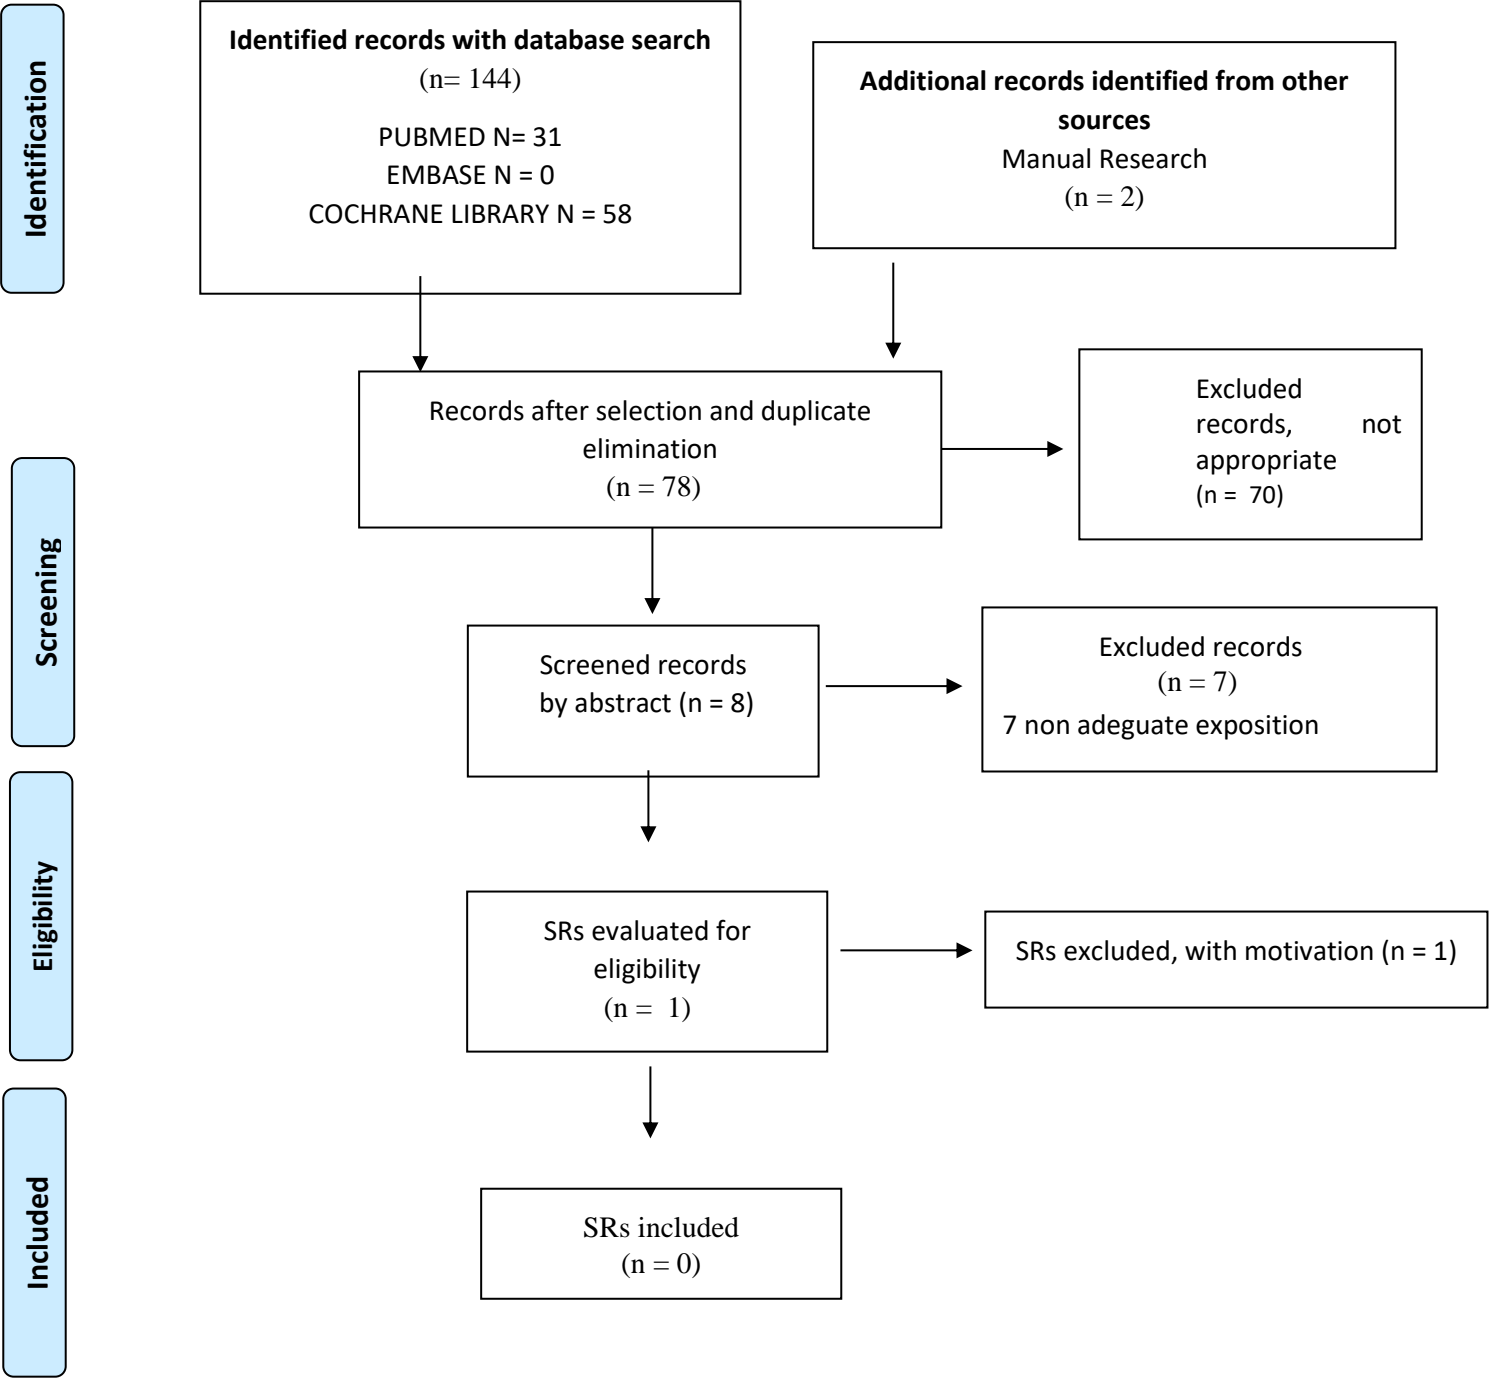 Identification
Identified records with database search
(n= 144)
PUBMED N= 31
EMBASE N = 0
COCHRANE LIBRARY N = 58
Additional records identified from other
sources
Manual Research
(n = 2)
Records after selection and duplicate
elimination
(n = 78)
Excluded
records, not
appropriate
(n = 70)
Screening
Screened records
by abstract (n = 8)
Excluded records
(n = 7)
7 non adeguate exposition
Eligibility
SRs evaluated for
eligibility
(n = 1)
SRs excluded, with motivation (n = 1)
Included
SRs included
(n = 0)